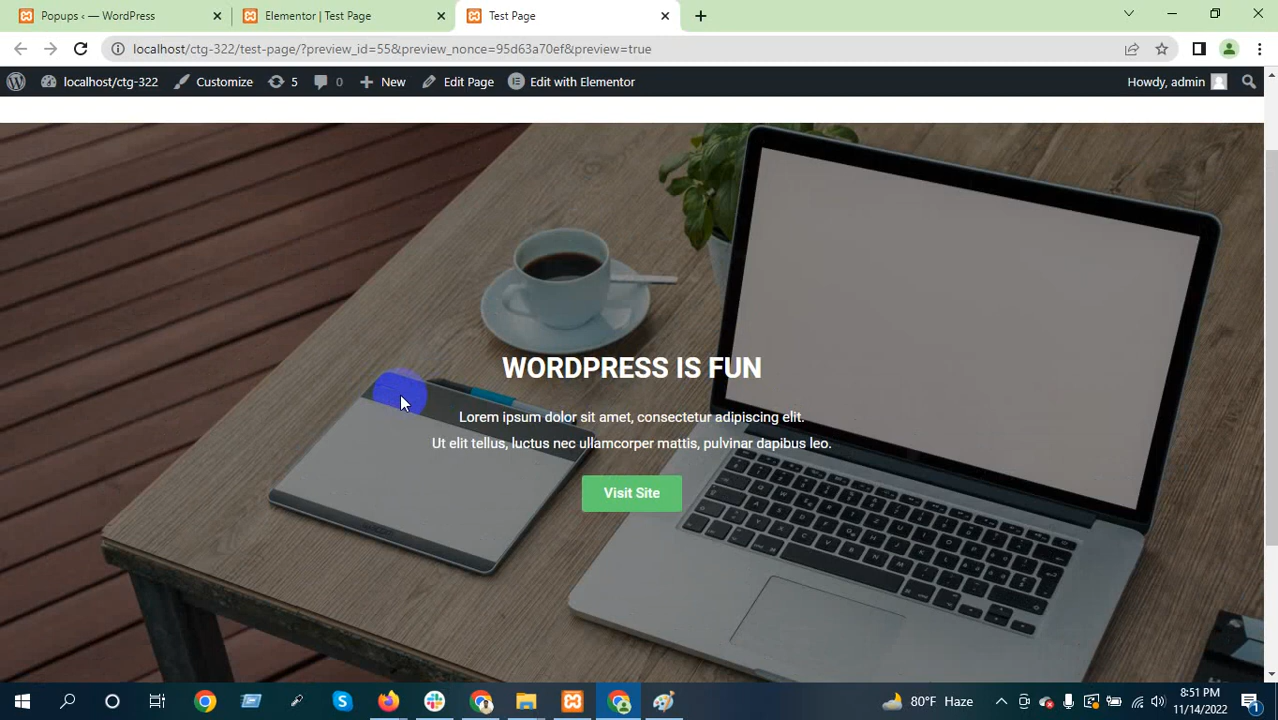 Popups ‹ — WordPress
Elementor | Test Page
Test Page
localhost/ctg-322/test-page/?preview_id=55&preview_nonce=95d63a70ef&preview=true
localhost/ctg-322
Customize
5
0
New
Edit Page
Edit with Elementor
Howdy, admin
WORDPRESS IS FUN
Lorem ipsum dolor sit amet, consectetur adipiscing elit.
Ut elit tellus, luctus nec ullamcorper mattis, pulvinar dapibus leo.
Visit Site
80°F Haze
8:51 PM
11/14/2022
1